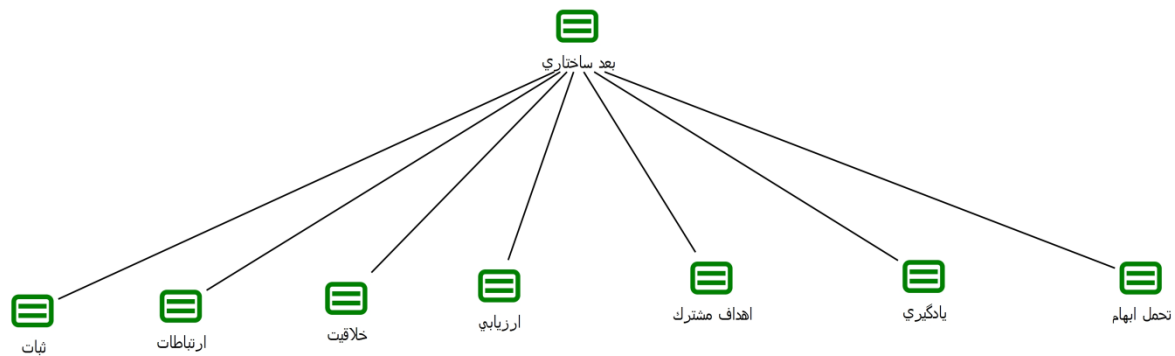 بعد ساختاري
تحمل ابهام
يادگيري
اهداف مشترك
ارزيابي
خلاقيت
ارتباطات
ثبات